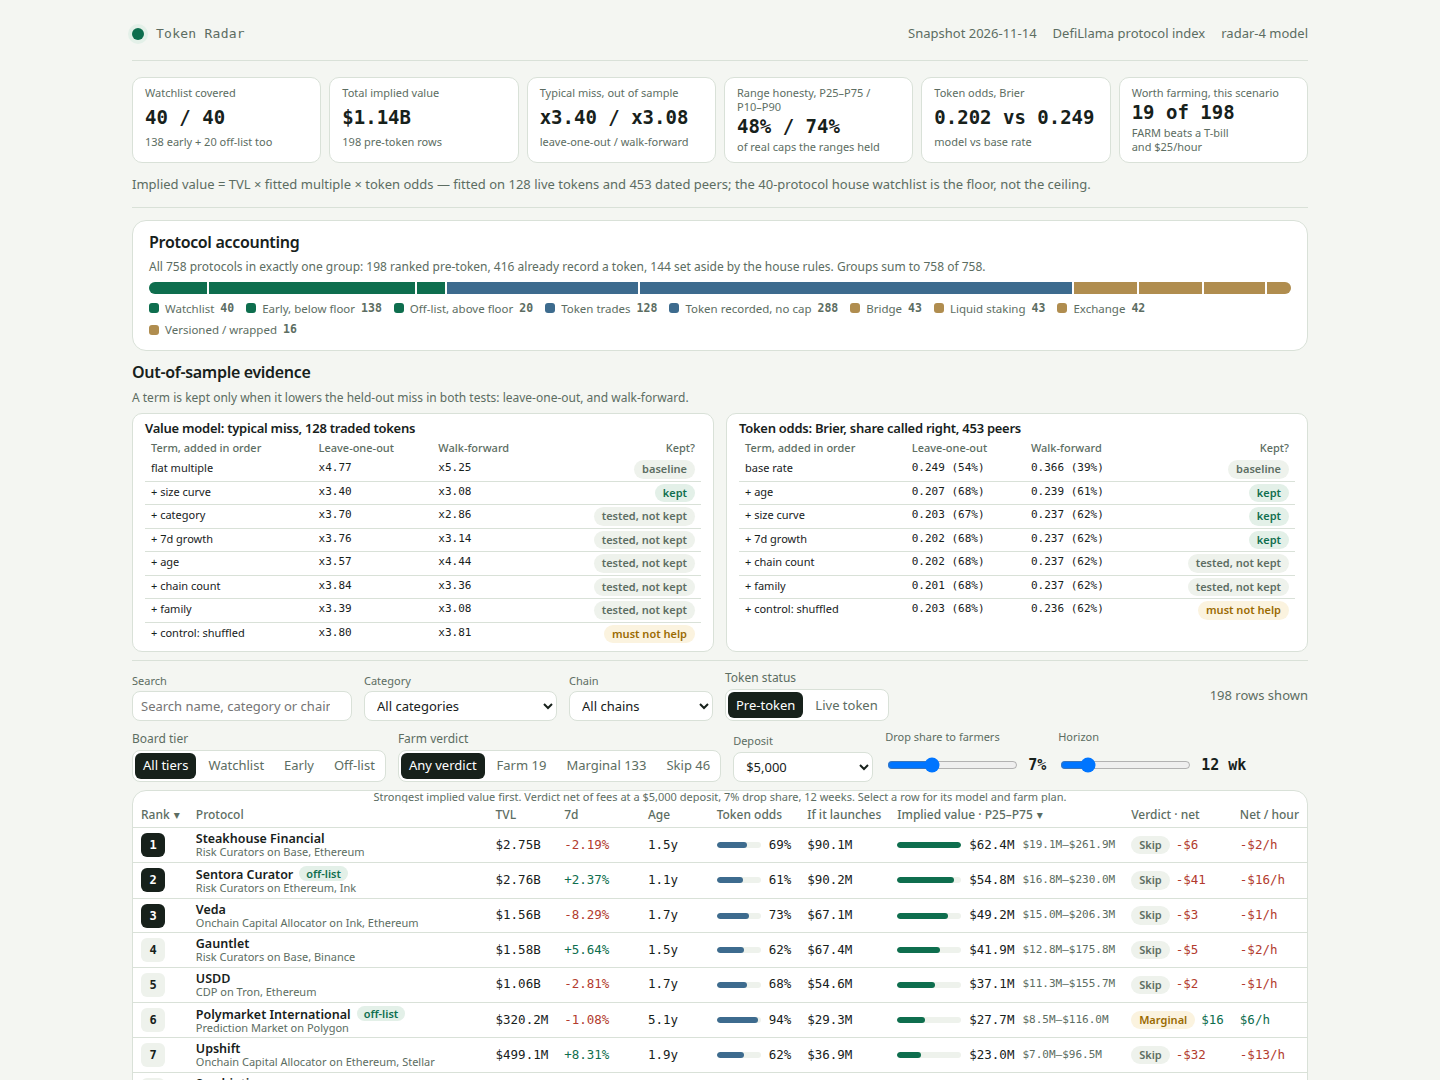 Token Radar
Snapshot 2026-11-14 DefiLlama protocol index radar-4 model
Watchlist covered
40 / 40
138 early + 20 off-list too
Total implied value
$1.14B
198 pre-token rows
Typical miss, out of sample
x3.40 / x3.08
leave-one-out / walk-forward
Range honesty, P25–P75 /
P10–P90
48% / 74%
of real caps the ranges held
Token odds, Brier
0.202 vs 0.249
model vs base rate
Worth farming, this scenario
19 of 198
FARM beats a T-bill
and $25/hour
Implied value = TVL × fitted multiple × token odds — fitted on 128 live tokens and 453 dated peers; the 40-protocol house watchlist is the floor, not the ceiling.
Protocol accounting
All 758 protocols in exactly one group: 198 ranked pre-token, 416 already record a token, 144 set aside by the house rules. Groups sum to 758 of 758.
Watchlist 40 Early, below floor 138 Off-list, above floor 20 Token trades 128 Token recorded, no cap 288 Bridge 43 Liquid staking 43 Exchange 42
Versioned / wrapped 16
Out-of-sample evidence
A term is kept only when it lowers the held-out miss in both tests: leave-one-out, and walk-forward.
Value model: typical miss, 128 traded tokens
Term, added in order Leave-one-out Walk-forward Kept?
flat multiple x4.77 x5.25 baseline
+ size curve x3.40 x3.08 kept
+ category x3.70 x2.86 tested, not kept
+ 7d growth x3.76 x3.14 tested, not kept
+ age x3.57 x4.44 tested, not kept
+ chain count x3.84 x3.36 tested, not kept
+ family x3.39 x3.08 tested, not kept
+ control: shuffled x3.80 x3.81 must not help
Token odds: Brier, share called right, 453 peers
Term, added in order Leave-one-out Walk-forward Kept?
base rate 0.249 (54%) 0.366 (39%) baseline
+ age 0.207 (68%) 0.239 (61%) kept
+ size curve 0.203 (67%) 0.237 (62%) kept
+ 7d growth 0.202 (68%) 0.237 (62%) kept
+ chain count 0.202 (68%) 0.237 (62%) tested, not kept
+ family 0.201 (68%) 0.237 (62%) tested, not kept
+ control: shuffled 0.203 (68%) 0.236 (62%) must not help
Search
Search name, category or chair
Category
All categories
Chain
All chains
Token status
Pre-token Live token
198 rows shown
Board tier
All tiers Watchlist Early Off-list
Farm verdict
Any verdict Farm 19 Marginal 133 Skip 46
Deposit
$5,000
Drop share to farmers
7%
Horizon
12 wk
Strongest implied value first. Verdict net of fees at a $5,000 deposit, 7% drop share, 12 weeks. Select a row for its model and farm plan.
Rank ▾ Protocol TVL 7d Age Token odds If it launches Implied value · P25–P75 ▾ Verdict · net Net / hour
1 Steakhouse Financial $2.75B -2.19% 1.5y 69% $90.1M $62.4M $19.1M–$261.9M Skip -$6 -$2/h
Risk Curators on Base, Ethereum
2 Sentora Curator off-list $2.76B +2.37% 1.1y 61% $90.2M $54.8M $16.8M–$230.0M Skip -$41 -$16/h
Risk Curators on Ethereum, Ink
3 Veda $1.56B -8.29% 1.7y 73% $67.1M $49.2M $15.0M–$206.3M Skip -$3 -$1/h
Onchain Capital Allocator on Ink, Ethereum
4 Gauntlet $1.58B +5.64% 1.5y 62% $67.4M $41.9M $12.8M–$175.8M Skip -$5 -$2/h
Risk Curators on Base, Binance
5 USDD $1.06B -2.81% 1.7y 68% $54.6M $37.1M $11.3M–$155.7M Skip -$2 -$1/h
CDP on Tron, Ethereum
6 Polymarket International off-list $320.2M -1.08% 5.1y 94% $29.3M $27.7M $8.5M–$116.0M Marginal $16 $6/h
Prediction Market on Polygon
7 Upshift $499.1M +8.31% 1.9y 62% $36.9M $23.0M $7.0M–$96.5M Skip -$32 -$13/h
Onchain Capital Allocator on Ethereum, Stellar